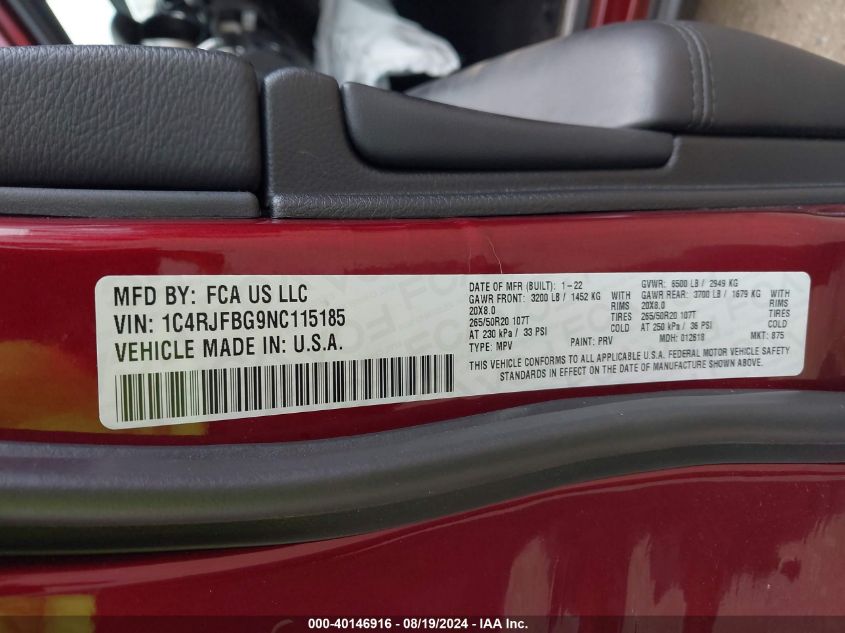 MFD BY: FCA US LLC
VIN: 1C4RJFBG9NC115185
VEHICLE MADE IN: U.S.A.
DATE OF MFR (BUILT): 1-22 GVWR: 6500 LB / 2949 KG
GAWR FRONT: 3200 LB / 1452 KG WITH GAWR REAR: 3700 LB / 1679 KG WITH
20X8.0 RIMS 20X8.0 RIMS
265/50R20 107T TIRES 265/50R20 107T TIRES
AT 230 kPa / 33 PSI COLD AT 250 kPa / 36 PSI COLD
TYPE: MPV PAINT: PRV MDH: 012618 MKT: 875
THIS VEHICLE CONFORMS TO ALL APPLICABLE U.S.A. FEDERAL MOTOR VEHICLE SAFETY
STANDARDS IN EFFECT ON THE DATE OF MANUFACTURE SHOWN ABOVE.
000-40146916 - 08/19/2024 - IAA, Inc.